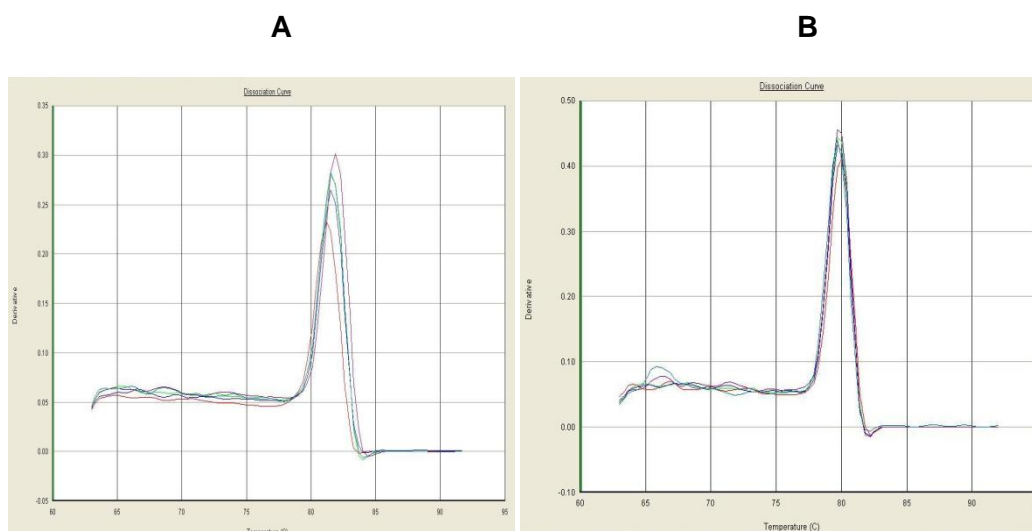 A
B
Dissociation Curve
0.35
0.30
0.25
0.20
0.15
0.10
0.05
0.00
-0.05
Derivative
60 65 70 75 80 85 90 95
Temperature (C)
Dissociation Curve
0.50
0.40
0.30
0.20
0.10
0.00
-0.10
Derivative
60 65 70 75 80 85 90
Temperature (C)